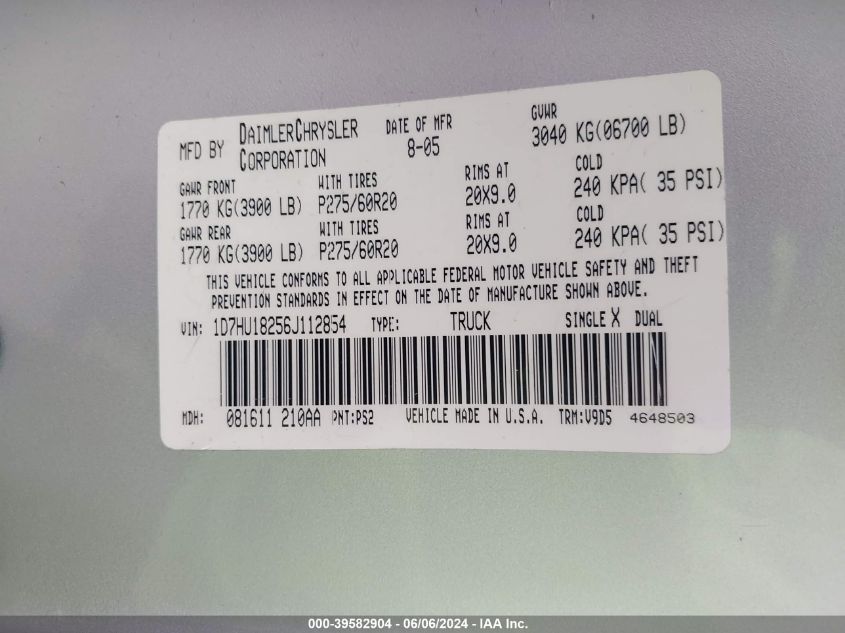 MFD BY DAIMLERCHRYSLER CORPORATION DATE OF MFR 8-05 GVWR 3040 KG(06700 LB)
GAWR FRONT WITH TIRES RIMS AT COLD
1770 KG(3900 LB) P275/60R20 20X9.0 240 KPA( 35 PSI)
GAWR REAR WITH TIRES RIMS AT COLD
1770 KG(3900 LB) P275/60R20 20X9.0 240 KPA( 35 PSI)
THIS VEHICLE CONFORMS TO ALL APPLICABLE FEDERAL MOTOR VEHICLE SAFETY AND THEFT
PREVENTION STANDARDS IN EFFECT ON THE DATE OF MANUFACTURE SHOWN ABOVE.
VIN: 1D7HU18256J112854 TYPE: TRUCK SINGLE X DUAL
MDH: 081611 210AA PNT:PS2 VEHICLE MADE IN U.S.A. TRM:V9D5 4648503
000-39582904 - 06/06/2024 - IAA Inc.